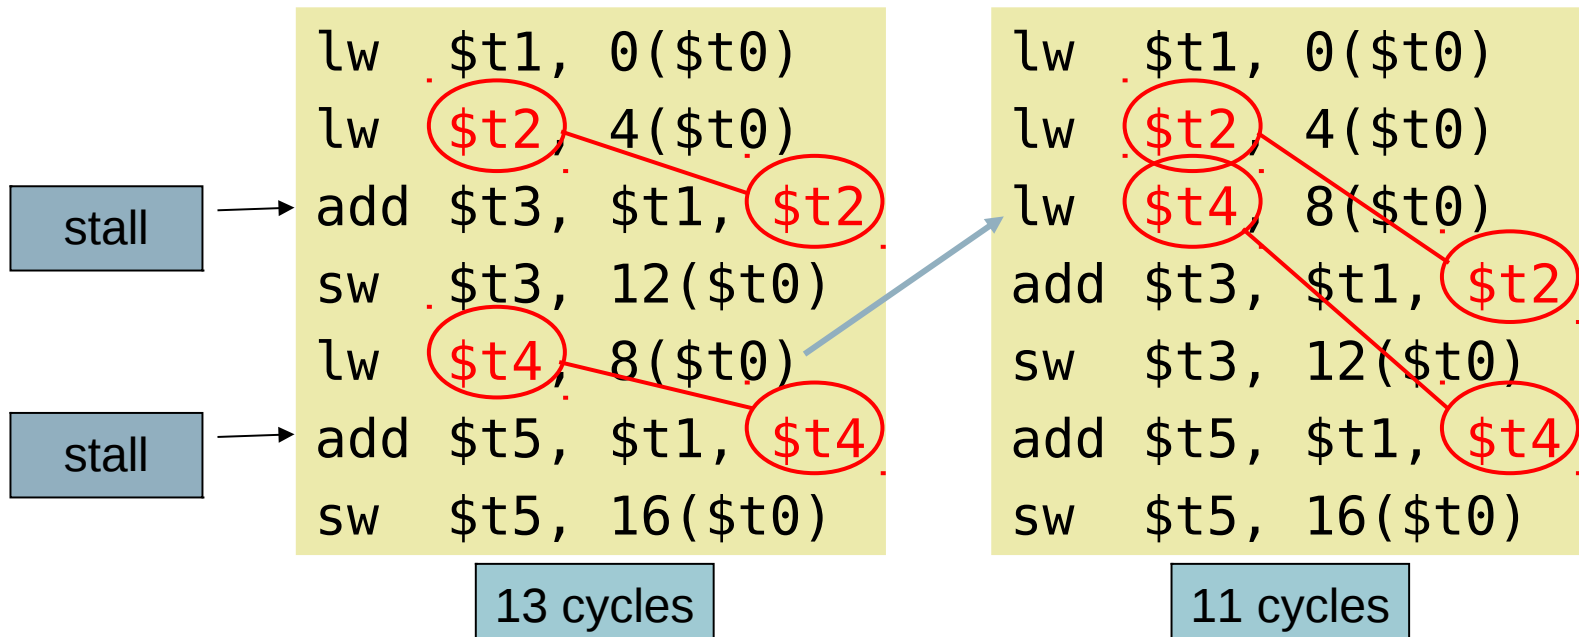 lw $t1, 0($t0)
lw $t2, 4($t0)
add $t3, $t1, $t2
sw $t3, 12($t0)
lw $t4, 8($t0)
add $t5, $t1, $t4
sw $t5, 16($t0)
stall
stall
13 cycles
lw $t1, 0($t0)
lw $t2, 4($t0)
lw $t4, 8($t0)
add $t3, $t1, $t2
sw $t3, 12($t0)
add $t5, $t1, $t4
sw $t5, 16($t0)
11 cycles